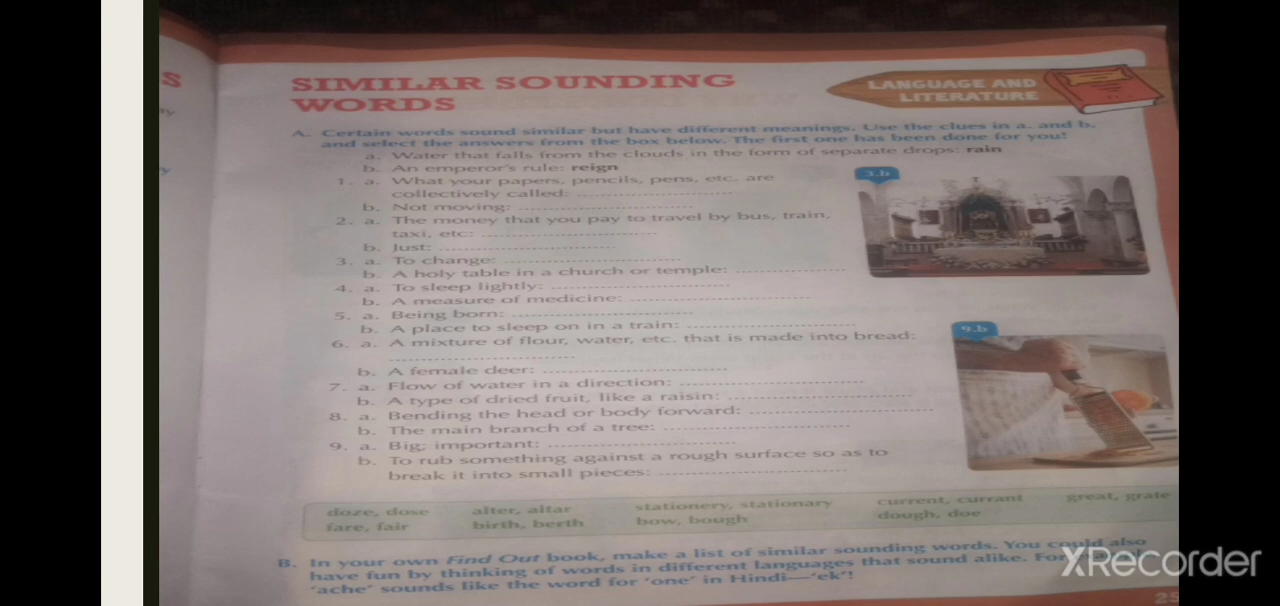 S
SIMILAR SOUNDING
WORDS
LANGUAGE AND
LITERATURE
A. Certain words sound similar but have different meanings. Use the clues in a. and b.
and select the answers from the box below. The first one has been done for you!
a. Water that falls from the clouds in the form of separate drops: rain
b. An emperor's rule: reign
1. a. What your papers, pencils, pens, etc. are
collectively called: ....................
b. Not moving: ....................
2. a. The money that you pay to travel by bus, train,
taxi, etc: ....................
b. Just: ....................
3. a. To change: ....................
b. A holy table in a church or temple: ....................
4. a. To sleep lightly: ....................
b. A measure of medicine: ....................
5. a. Being born: ....................
b. A place to sleep on in a train: ....................
6. a. A mixture of flour, water, etc. that is made into bread:
....................
b. A female deer: ....................
7. a. Flow of water in a direction: ....................
b. A type of dried fruit, like a raisin: ....................
8. a. Bending the head or body forward: ....................
b. The main branch of a tree: ....................
9. a. Big; important: ....................
b. To rub something against a rough surface so as to
break it into small pieces: ....................
3.b
9.b
doze, dose alter, altar stationery, stationary current, currant great, grate
fare, fair birth, berth bow, bough dough, doe
B. In your own Find Out book, make a list of similar sounding words. You could also
have fun by thinking of words in different languages that sound alike. For
'ache' sounds like the word for 'one' in Hindi—'ek'!
XRecorder
25